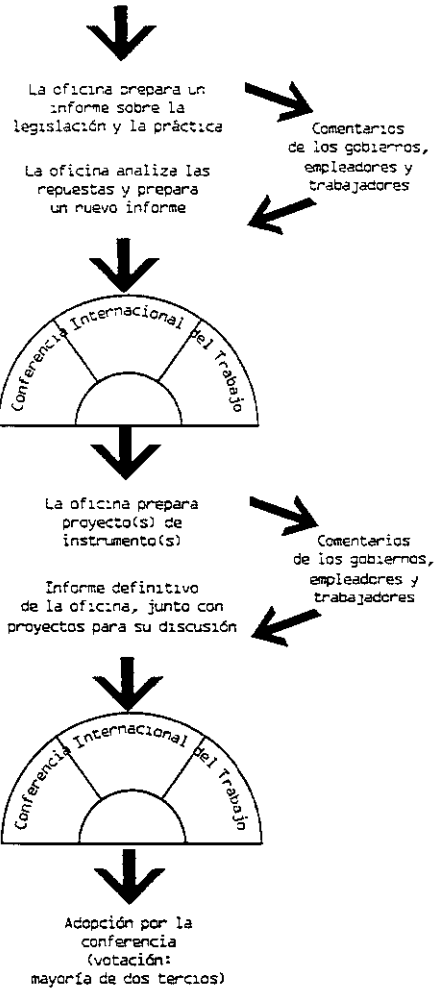 La oficina prepara un
informe sobre la
legislación y la práctica
Comentarios
de los gobiernos,
empleadores y
trabajadores
La oficina analiza las
repuestas y prepara
un nuevo informe
Conferencia Internacional del Trabajo
La oficina prepara
proyecto(s) de
instrumento(s)
Comentarios
de los gobiernos,
empleadores y
trabajadores
Informe definitivo
de la oficina, junto con
proyectos para su discusión
Conferencia Internacional del Trabajo
Adopción por la
conferencia
(votación:
mayoría de dos tercios)